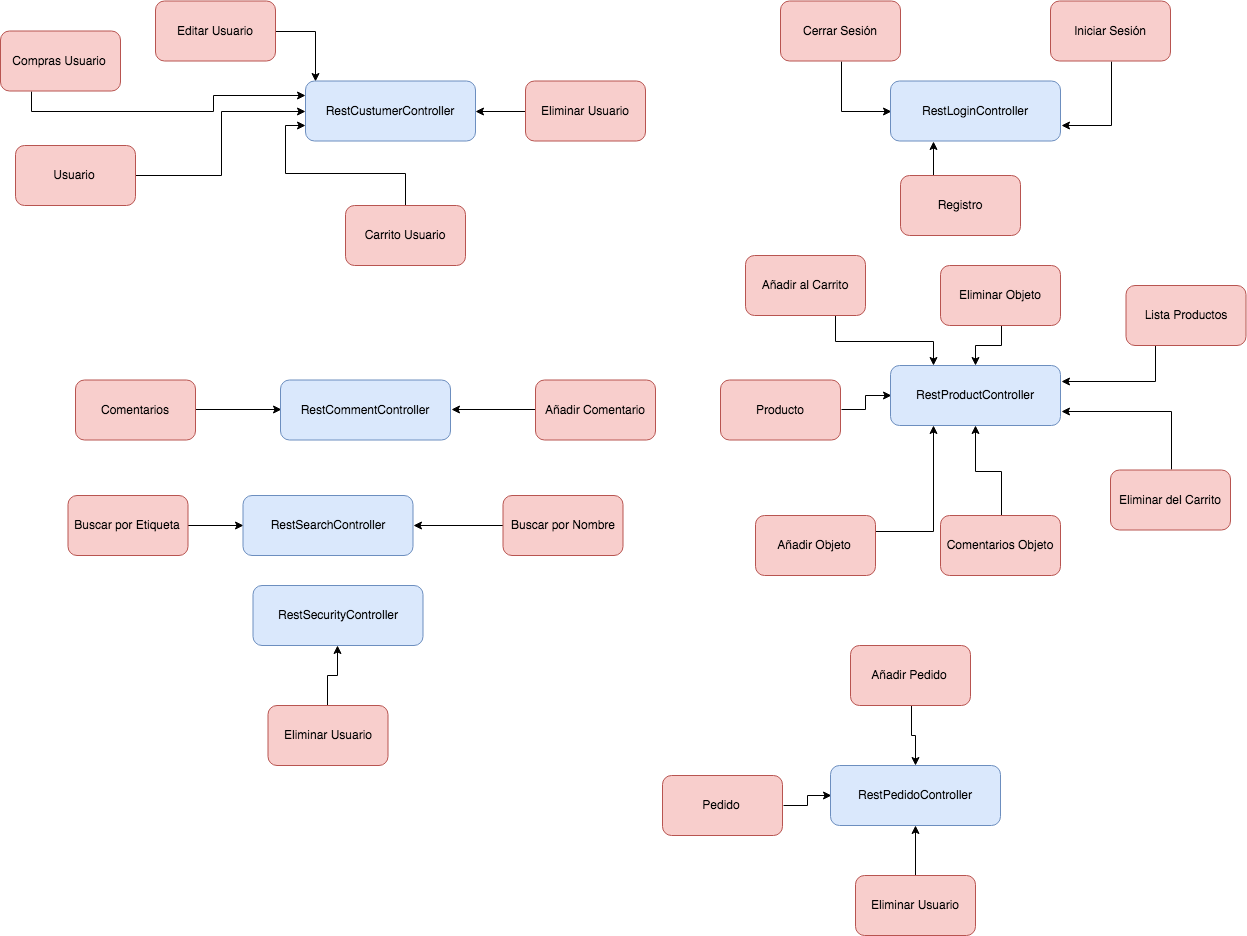 Editar Usuario
Compras Usuario
RestCustumerController
Eliminar Usuario
Usuario
Carrito Usuario
Cerrar Sesión
Iniciar Sesión
RestLoginController
Registro
Añadir al Carrito
Eliminar Objeto
Lista Productos
Producto
RestProductController
Eliminar del Carrito
Añadir Objeto
Comentarios Objeto
Comentarios
RestCommentController
Añadir Comentario
Buscar por Etiqueta
RestSearchController
Buscar por Nombre
RestSecurityController
Eliminar Usuario
Añadir Pedido
Pedido
RestPedidoController
Eliminar Usuario